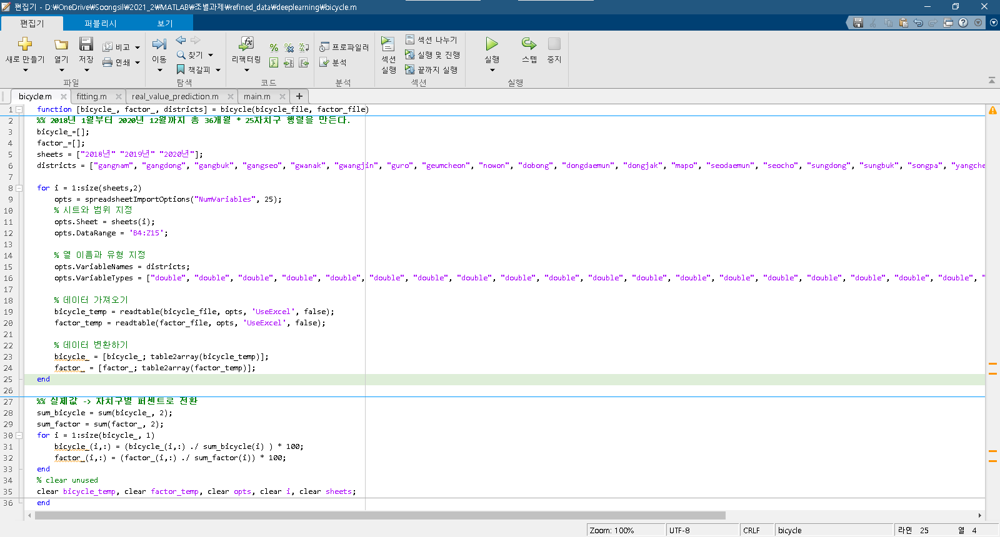 편집기 - D:₩OneDrive₩Soongsil₩2021_2₩MATLAB₩조별과제₩refined_data₩deeplearning₩bicycle.m
편집기 퍼블리시 보기
새로 만들기 열기 저장 비교 인쇄
파일
이동 찾기 책갈피
탐색
리팩터링
코드
프로파일러
분석
분석
섹션 실행 섹션 나누기
실행 및 진행
끝까지 실행
섹션
실행 스텝 중지
실행
bicycle.m fitting.m real_value_prediction.m main.m +
1 function [bicycle_, factor_, districts] = bicycle(bicycle_file, factor_file)
2 %% 2018년 1월부터 2020년 12월까지 총 36개월 * 25자치구 행렬을 만든다.
3 bicycle_=[];
4 factor_=[];
5 sheets = ["2018년" "2019년" "2020년"];
6 districts = ["gangnam", "gangdong", "gangbuk", "gangseo", "gwanak", "gwangjin", "guro", "geumcheon", "nowon", "dobong", "dongdaemun", "dongjak", "mapo", "seodaemun", "seocho", "sungdong", "sungbuk", "songpa", "yangche
7
8 for i = 1:size(sheets,2)
9 opts = spreadsheetImportOptions("NumVariables", 25);
10 % 시트와 범위 지정
11 opts.Sheet = sheets(i);
12 opts.DataRange = 'B4:Z15';
13
14 % 열 이름과 유형 지정
15 opts.VariableNames = districts;
16 opts.VariableTypes = ["double", "double", "double", "double", "double", "double", "double", "double", "double", "double", "double", "double", "double", "double", "double", "double", "double", "double", "double", "
17
18 % 데이터 가져오기
19 bicycle_temp = readtable(bicycle_file, opts, 'UseExcel', false);
20 factor_temp = readtable(factor_file, opts, 'UseExcel', false);
21
22 % 데이터 변환하기
23 bicycle_ = [bicycle_; table2array(bicycle_temp)];
24 factor_ = [factor_; table2array(factor_temp)];
25 end
26
27 %% 실제값 -> 자치구별 퍼센트로 전환
28 sum_bicycle = sum(bicycle_, 2);
29 sum_factor = sum(factor_, 2);
30 for i = 1:size(bicycle_, 1)
31 bicycle_(i,:) = (bicycle_(i,:) ./ sum_bicycle(i) ) * 100;
32 factor_(i,:) = (factor_(i,:) ./ sum_factor(i)) * 100;
33 end
34 % clear unused
35 clear bicycle_temp, clear factor_temp, clear opts, clear i, clear sheets;
36 end
Zoom: 100% UTF-8 CRLF bicycle 라인 25 열 4